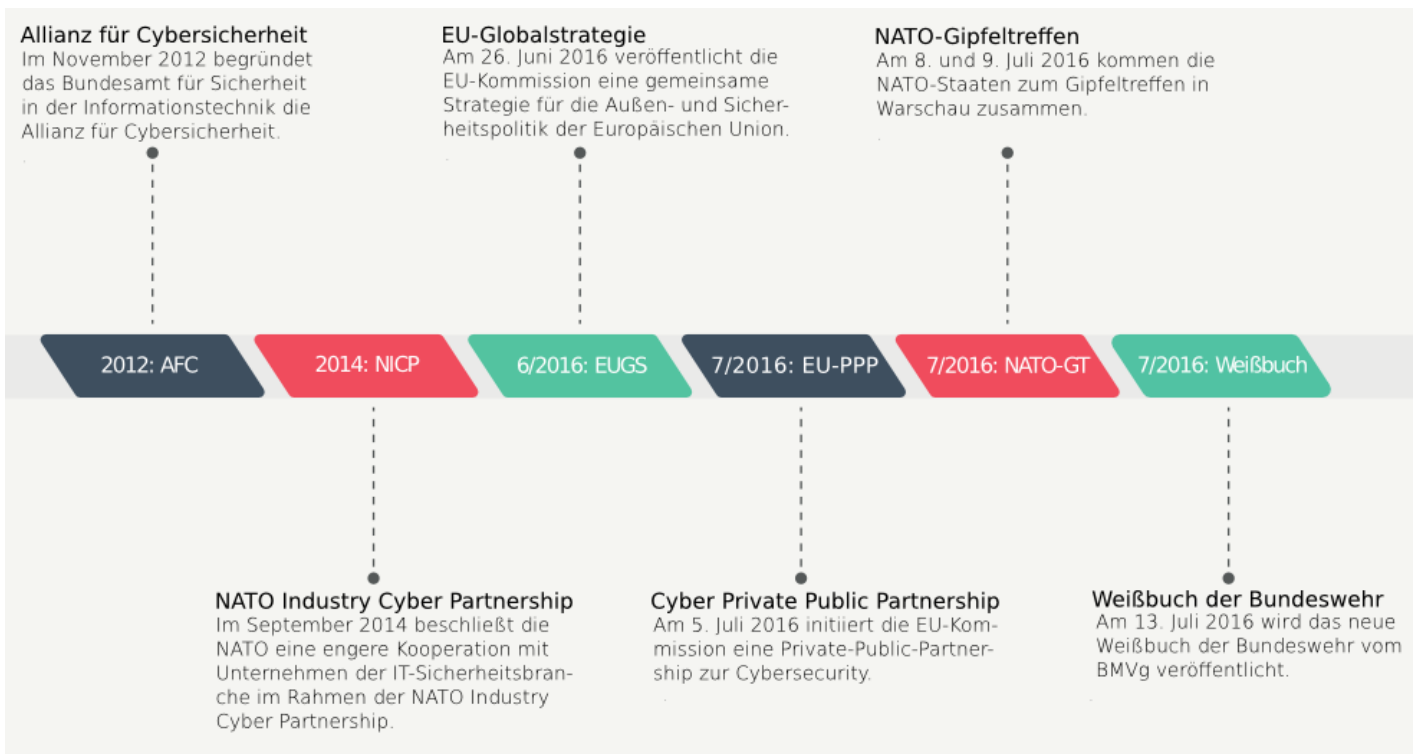 Allianz für Cybersicherheit
Im November 2012 begründet
das Bundesamt für Sicherheit
in der Informationstechnik die
Allianz für Cybersicherheit.
EU-Globalstrategie
Am 26. Juni 2016 veröffentlicht die
EU-Kommission eine gemeinsame
Strategie für die Außen- und Sicher-
heitspolitik der Europäischen Union.
NATO-Gipfeltreffen
Am 8. und 9. Juli 2016 kommen die
NATO-Staaten zum Gipfeltreffen in
Warschau zusammen.
2012: AFC
2014: NICP
6/2016: EUGS
7/2016: EU-PPP
7/2016: NATO-GT
7/2016: Weißbuch
NATO Industry Cyber Partnership
Im September 2014 beschließt die
NATO eine engere Kooperation mit
Unternehmen der IT-Sicherheitsbran-
che im Rahmen der NATO Industry
Cyber Partnership.
Cyber Private Public Partnership
Am 5. Juli 2016 initiiert die EU-Kom-
mission eine Private-Public-Partner-
ship zur Cybersecurity.
Weißbuch der Bundeswehr
Am 13. Juli 2016 wird das neue
Weißbuch der Bundeswehr vom
BMVg veröffentlicht.